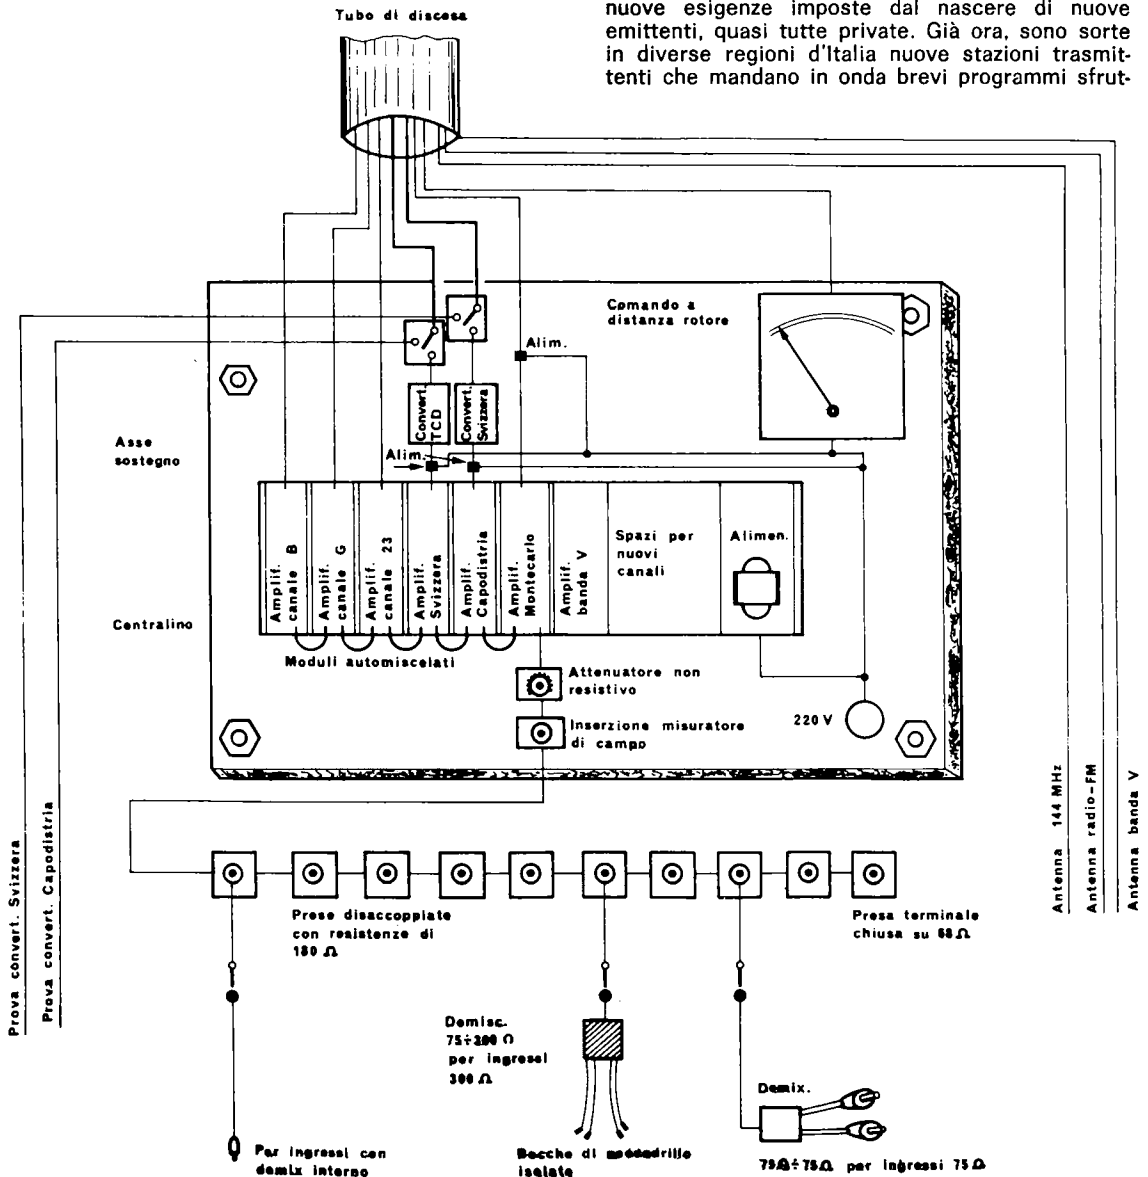 Tubo di discesa
nuove esigenze imposte dal nascere di nuove
emittenti, quasi tutte private. Già ora, sono sorte
in diverse regioni d'Italia nuove stazioni trasmit-
tenti che mandano in onda brevi programmi sfrut-
Comando a
distanza rotore
Alim.
Convert.
TCD
Convert.
Svizzera
Asse
sostegno
Alim.
Amplif.
canale B
Amplif.
canale G
Amplif.
canale 23
Amplif.
Svizzera
Amplif.
Capodistria
Amplif.
Montecarlo
Amplif.
banda V
Spazi per
nuovi
canali
Alimen.
Centralino
Moduli automiscelati
Attenuatore non
resistivo
Inserzione misuratore
di campo
220 V
Prova convert. Svizzera
Prova convert. Capodistria
Antenna 144 MHz
Antenna radio-FM
Antenna banda V
Prese disaccoppiate
con resistenze di
180 Ω
Presa terminale
chiusa su 68 Ω
Demisc.
75÷300 Ω
per ingressi
300 Ω
Demix.
Per ingressi con
demix interno
Bocche di
isolate
75Ω÷75Ω per ingressi 75 Ω